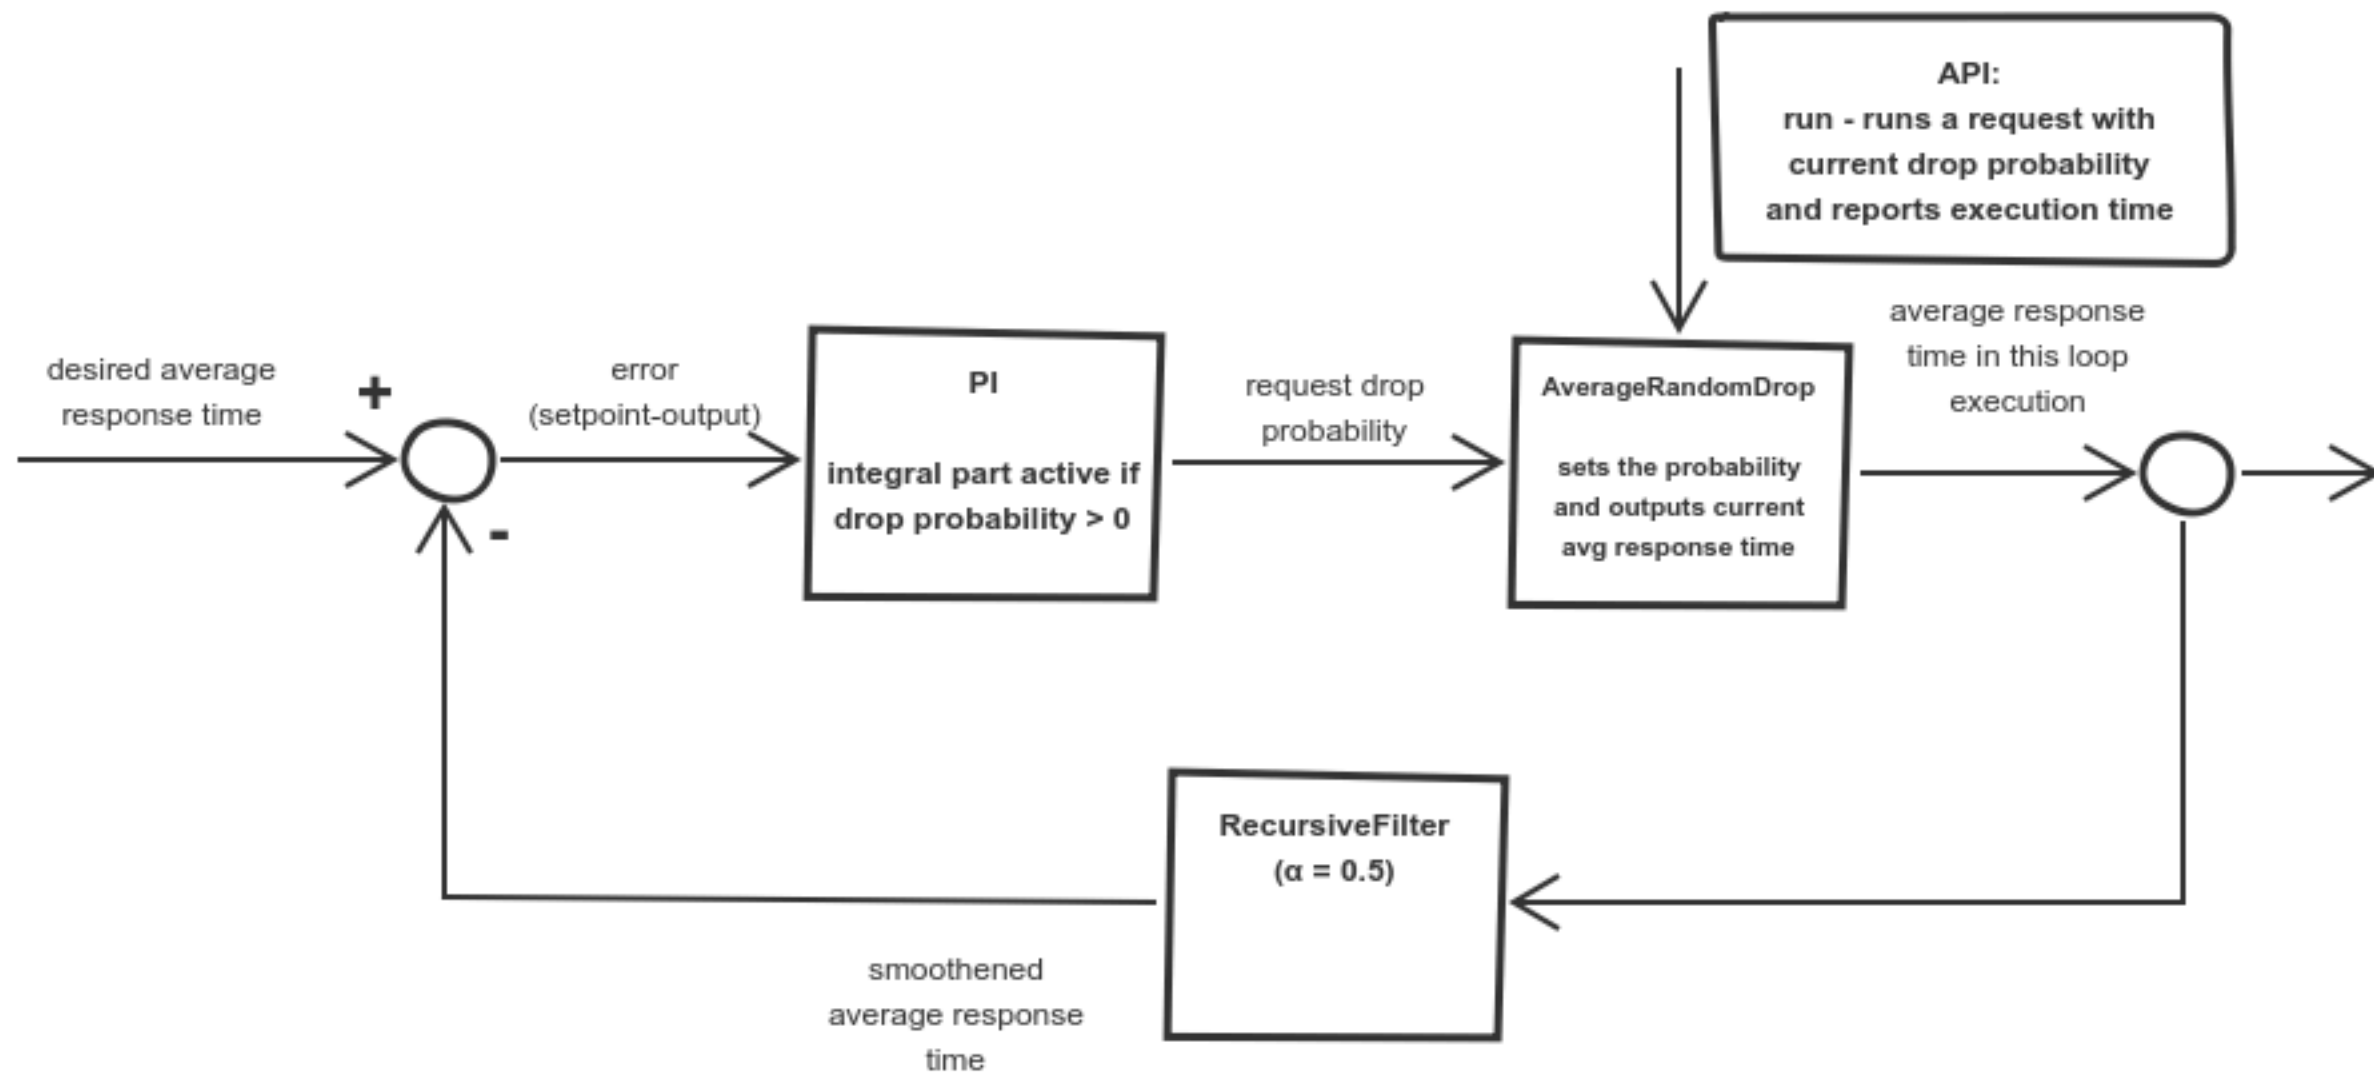 API:
run - runs a request with
current drop probability
and reports execution time
desired average
response time
+
-
error
(setpoint-output)
PI
integral part active if
drop probability > 0
request drop
probability
AverageRandomDrop
sets the probability
and outputs current
avg response time
average response
time in this loop
execution
RecursiveFilter
(α = 0.5)
smoothened
average response
time